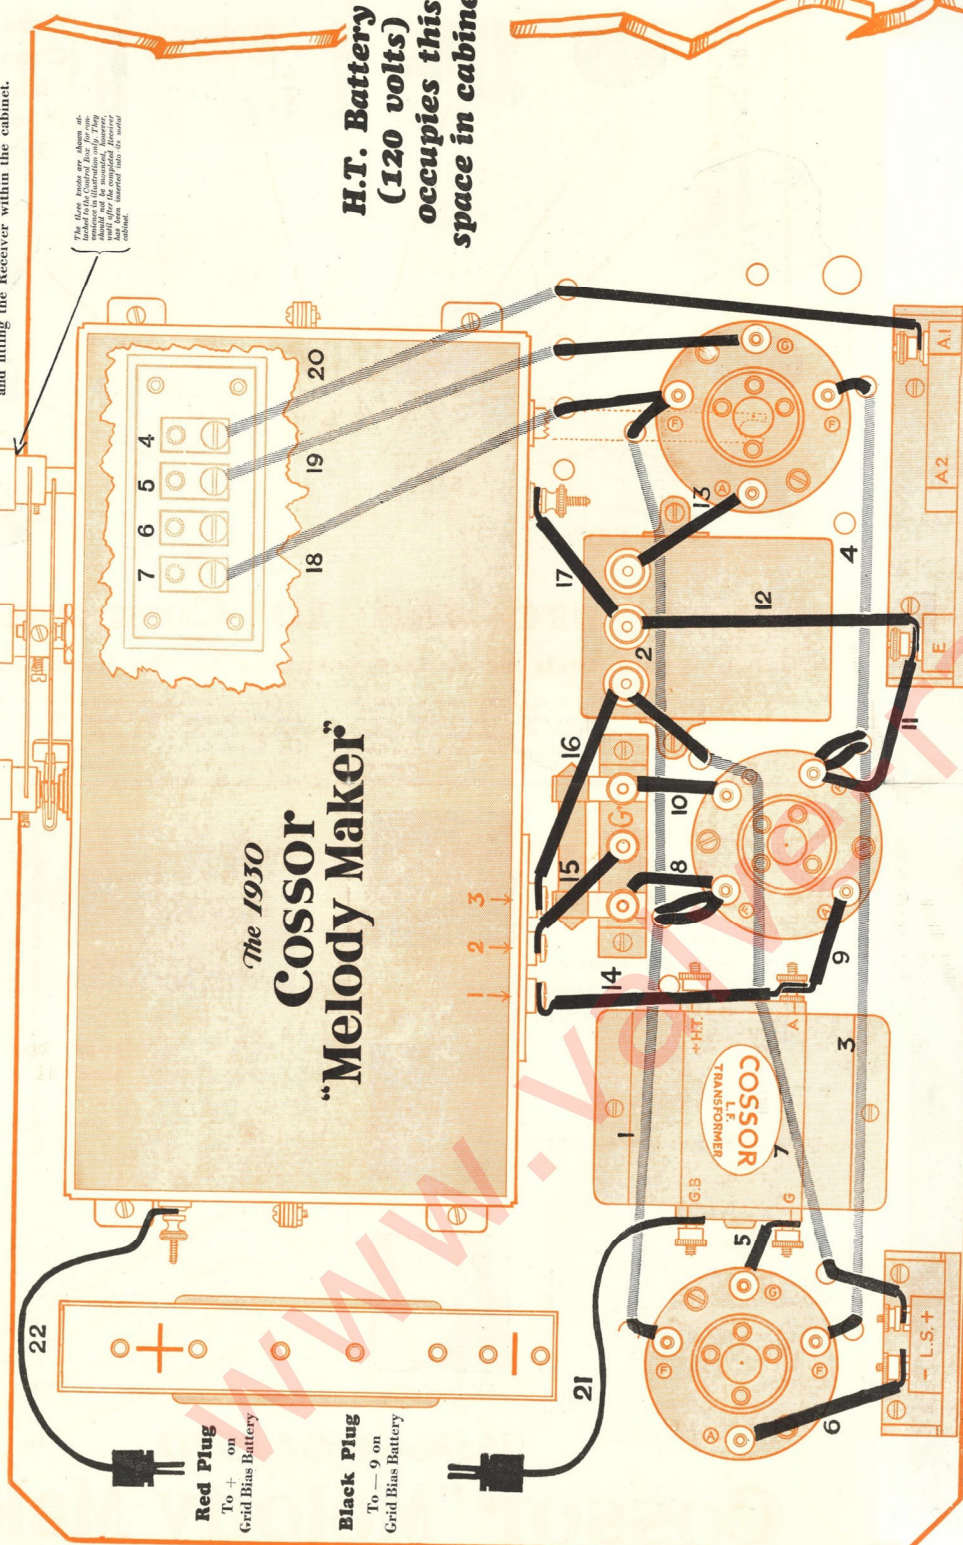 and fitting the Receiver within the cabinet.
The three knobs are shown at-
tached to the Control Box for con-
venience in illustration only. They
should not be mounted, however,
until after the completed Receiver
has been inserted into its metal
cabinet.
H.T. Battery
(120 volts)
occupies this
space in cabine
The 1930
Cossor
"Melody Maker"
7 6 5 4
18 19 20
1 2 3
22
+
—
Red Plug
To + on
Grid Bias Battery
Black Plug
To — 9 on
Grid Bias Battery
21
14 15 16 17
G+
1
2
8 10 13
12
G.B +H.T.
COSSOR
L.F.
TRANSFORMER
G A
5 7
3
9
4
11
6
A F F G
F F A
A F F G
- L.S. +
E A2 A1
www.valve